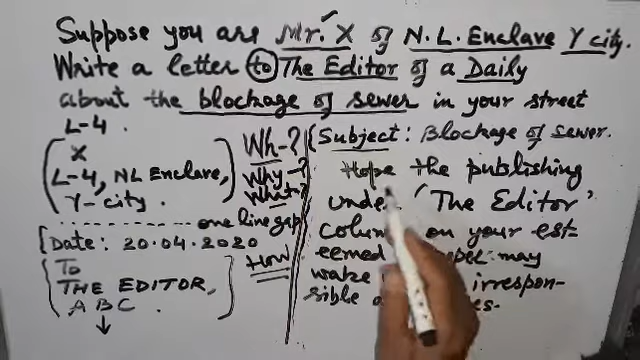 Suppose you are Mr. X of N.L. Enclave Y city.
Write a letter to The Editor of a Daily
about the blockage of sewer in your street
L-4.
X
L-4, NL Enclave,
Y-city.
one line gap
Date: 20.04.2020
To
THE EDITOR,
ABC.
Wh-?
Why-?
What-?
How
Subject: Blockage of Sewer.
Hope the publishing
under 'The Editor'
on your est=
eemed may
wake irrespon-
sible